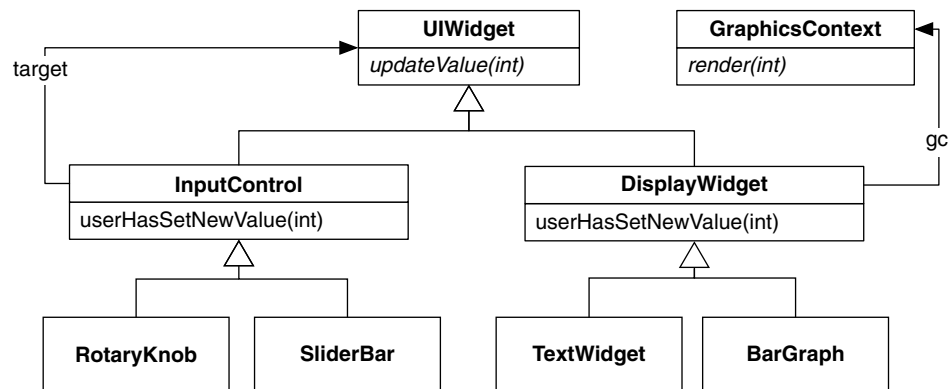 UIWidget
GraphicsContext
updateValue(int)
render(int)
target
gc
InputControl
DisplayWidget
userHasSetNewValue(int)
userHasSetNewValue(int)
RotaryKnob
SliderBar
TextWidget
BarGraph